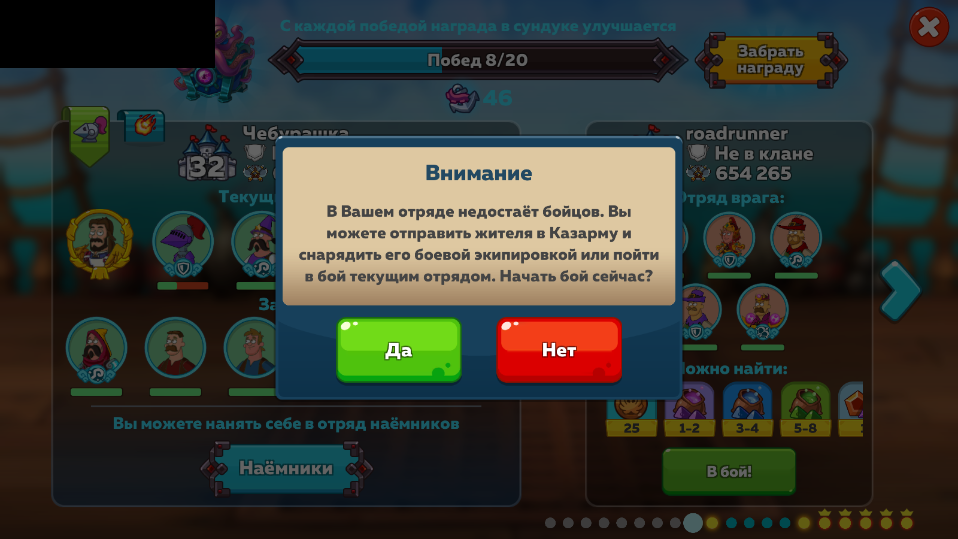 С каждой победой награда в сундуке улучшается
Побед 8/20
Забрать
награду
46
32
Чебурашка
roadrunner
Не в клане
654 265
Отряд врага:
Внимание
В Вашем отряде недостаёт бойцов. Вы
можете отправить жителя в Казарму и
снарядить его боевой экипировкой или пойти
в бой текущим отрядом. Начать бой сейчас?
Да
Нет
Можно найти:
25
1-2
3-4
5-8
Вы можете нанять себе в отряд наёмников
Наёмники
В бой!